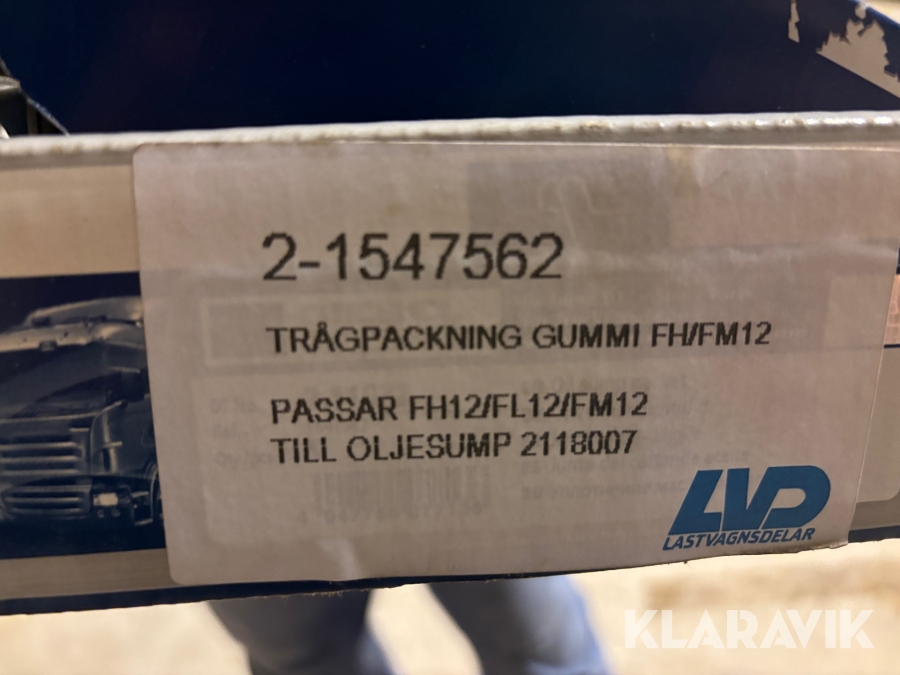 2-1547562
TRÅGPACKNING GUMMI FH/FM12
PASSAR FH12/FL12/FM12
TILL OLJESUMP 2118007
LVD
LASTVAGNSDELAR
KLARAVIK